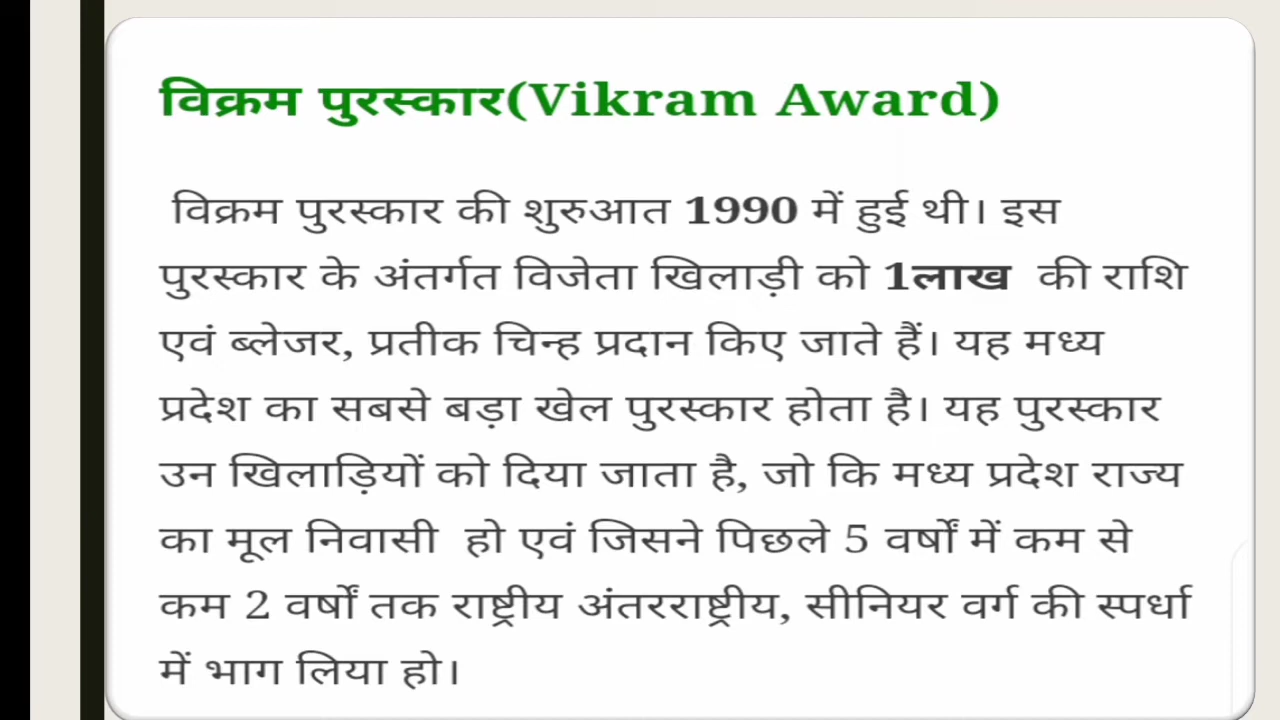 विक्रम पुरस्कार(Vikram Award)
विक्रम पुरस्कार की शुरुआत 1990 में हुई थी। इस
पुरस्कार के अंतर्गत विजेता खिलाड़ी को 1लाख की राशि
एवं ब्लेजर, प्रतीक चिन्ह प्रदान किए जाते हैं। यह मध्य
प्रदेश का सबसे बड़ा खेल पुरस्कार होता है। यह पुरस्कार
उन खिलाड़ियों को दिया जाता है, जो कि मध्य प्रदेश राज्य
का मूल निवासी हो एवं जिसने पिछले 5 वर्षों में कम से
कम 2 वर्षों तक राष्ट्रीय अंतरराष्ट्रीय, सीनियर वर्ग की स्पर्धा
में भाग लिया हो।